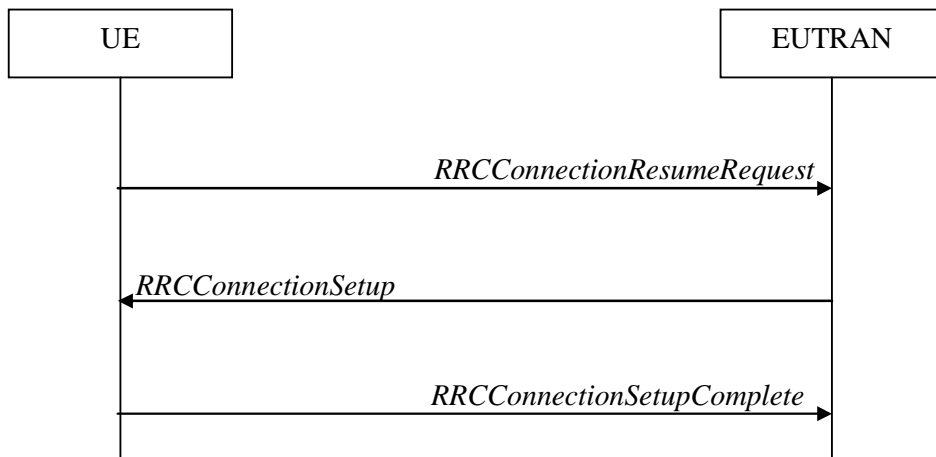 UE
EUTRAN
RRCConnectionResumeRequest
RRCConnectionSetup
RRCConnectionSetupComplete